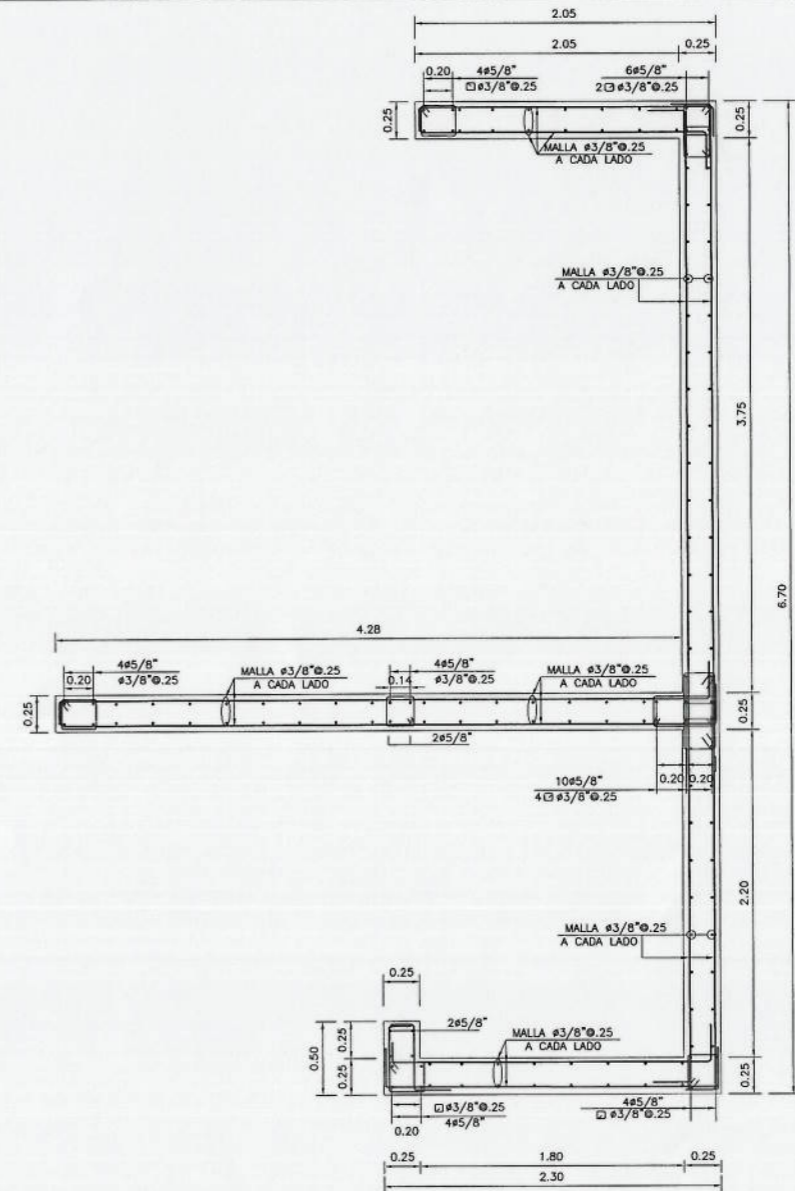 2.05
2.05
0.25
0.20
4ø5/8"
ø3/8"@.25
6ø5/8"
2 ø3/8"@.25
0.25
0.25
MALLA ø3/8"@.25
A CADA LADO
MALLA ø3/8"@.25
A CADA LADO
3.75
6.70
4.28
4ø5/8"
0.20
ø3/8"@.25
MALLA ø3/8"@.25
A CADA LADO
4ø5/8"
0.14
ø3/8"@.25
MALLA ø3/8"@.25
A CADA LADO
0.25
0.25
2ø5/8"
10ø5/8"
4 ø3/8"@.25
0.20
0.20
2.20
MALLA ø3/8"@.25
A CADA LADO
0.25
2ø5/8"
MALLA ø3/8"@.25
A CADA LADO
0.50
0.25
0.25
0.25
ø3/8"@.25
4ø5/8"
0.20
4ø5/8"
ø3/8"@.25
0.25
1.80
0.25
2.30